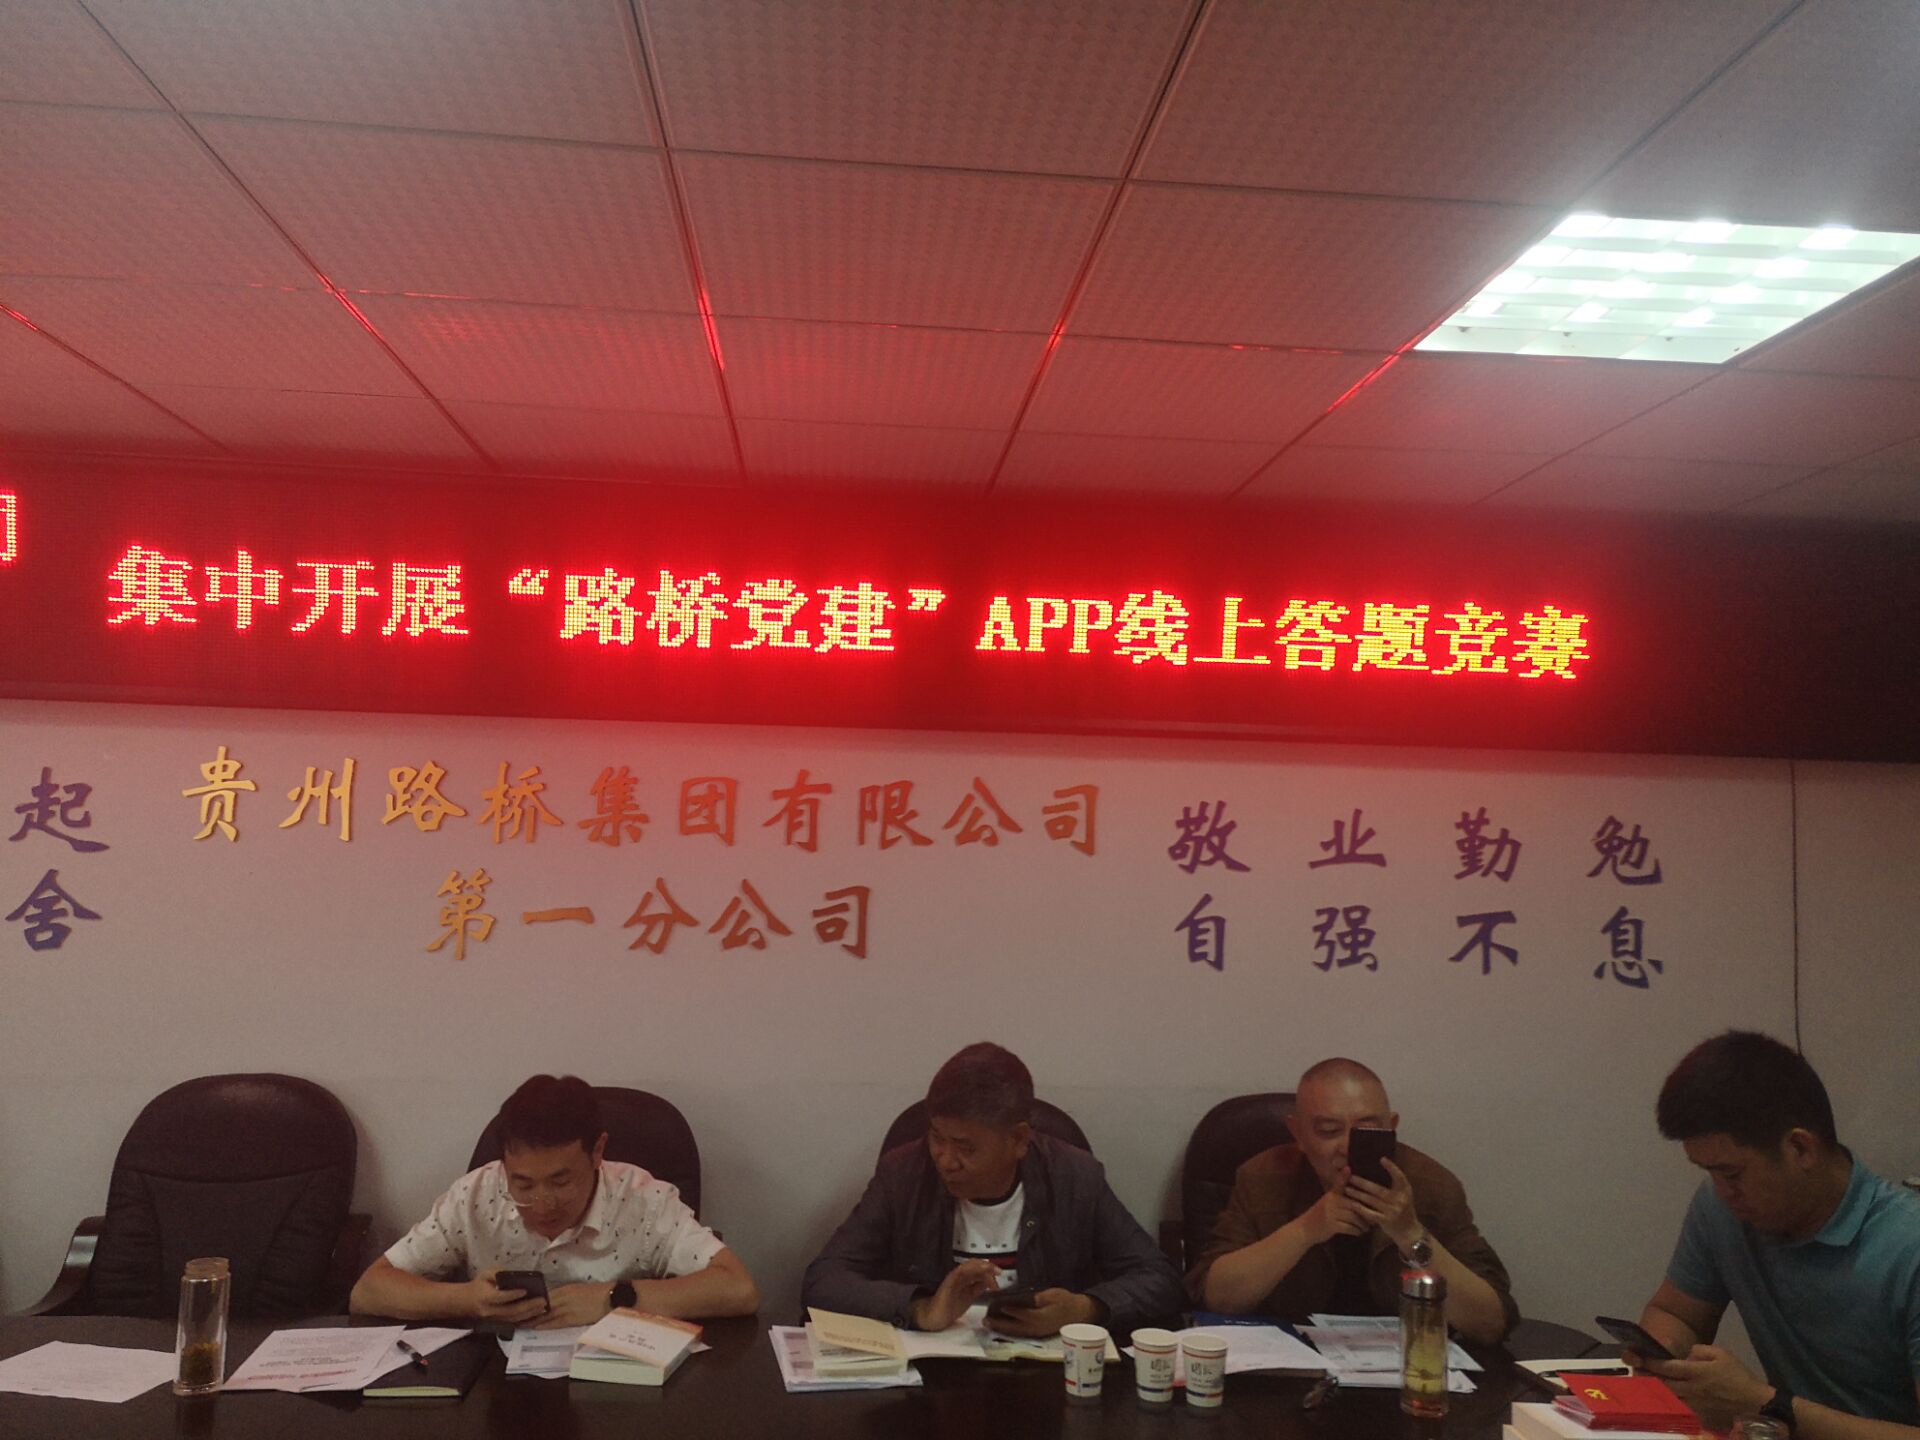 集中开展“路桥党建”APP线上答题竞赛
贵州路桥集团有限公司
第一分公司
起
舍
敬业勤勉
自强不息